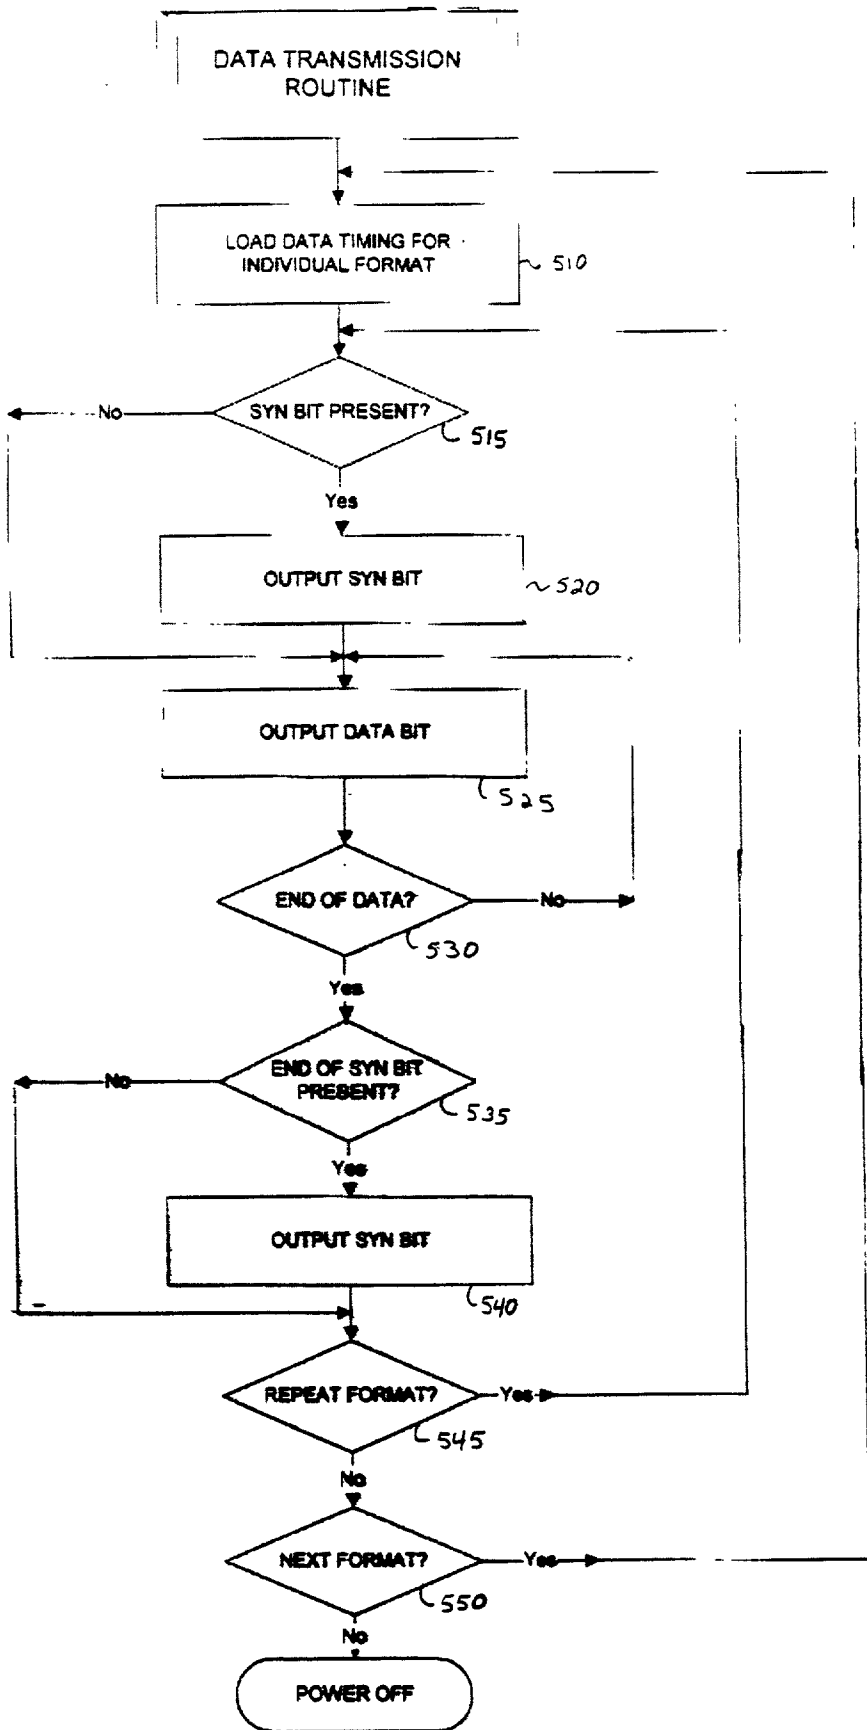 DATA TRANSMISSION
ROUTINE
LOAD DATA TIMING FOR
INDIVIDUAL FORMAT
510
SYN BIT PRESENT?
No
515
Yes
OUTPUT SYN BIT
520
OUTPUT DATA BIT
525
END OF DATA?
No
530
Yes
END OF SYN BIT
PRESENT?
No
535
Yes
OUTPUT SYN BIT
540
REPEAT FORMAT?
Yes
545
No
NEXT FORMAT?
Yes
550
No
POWER OFF